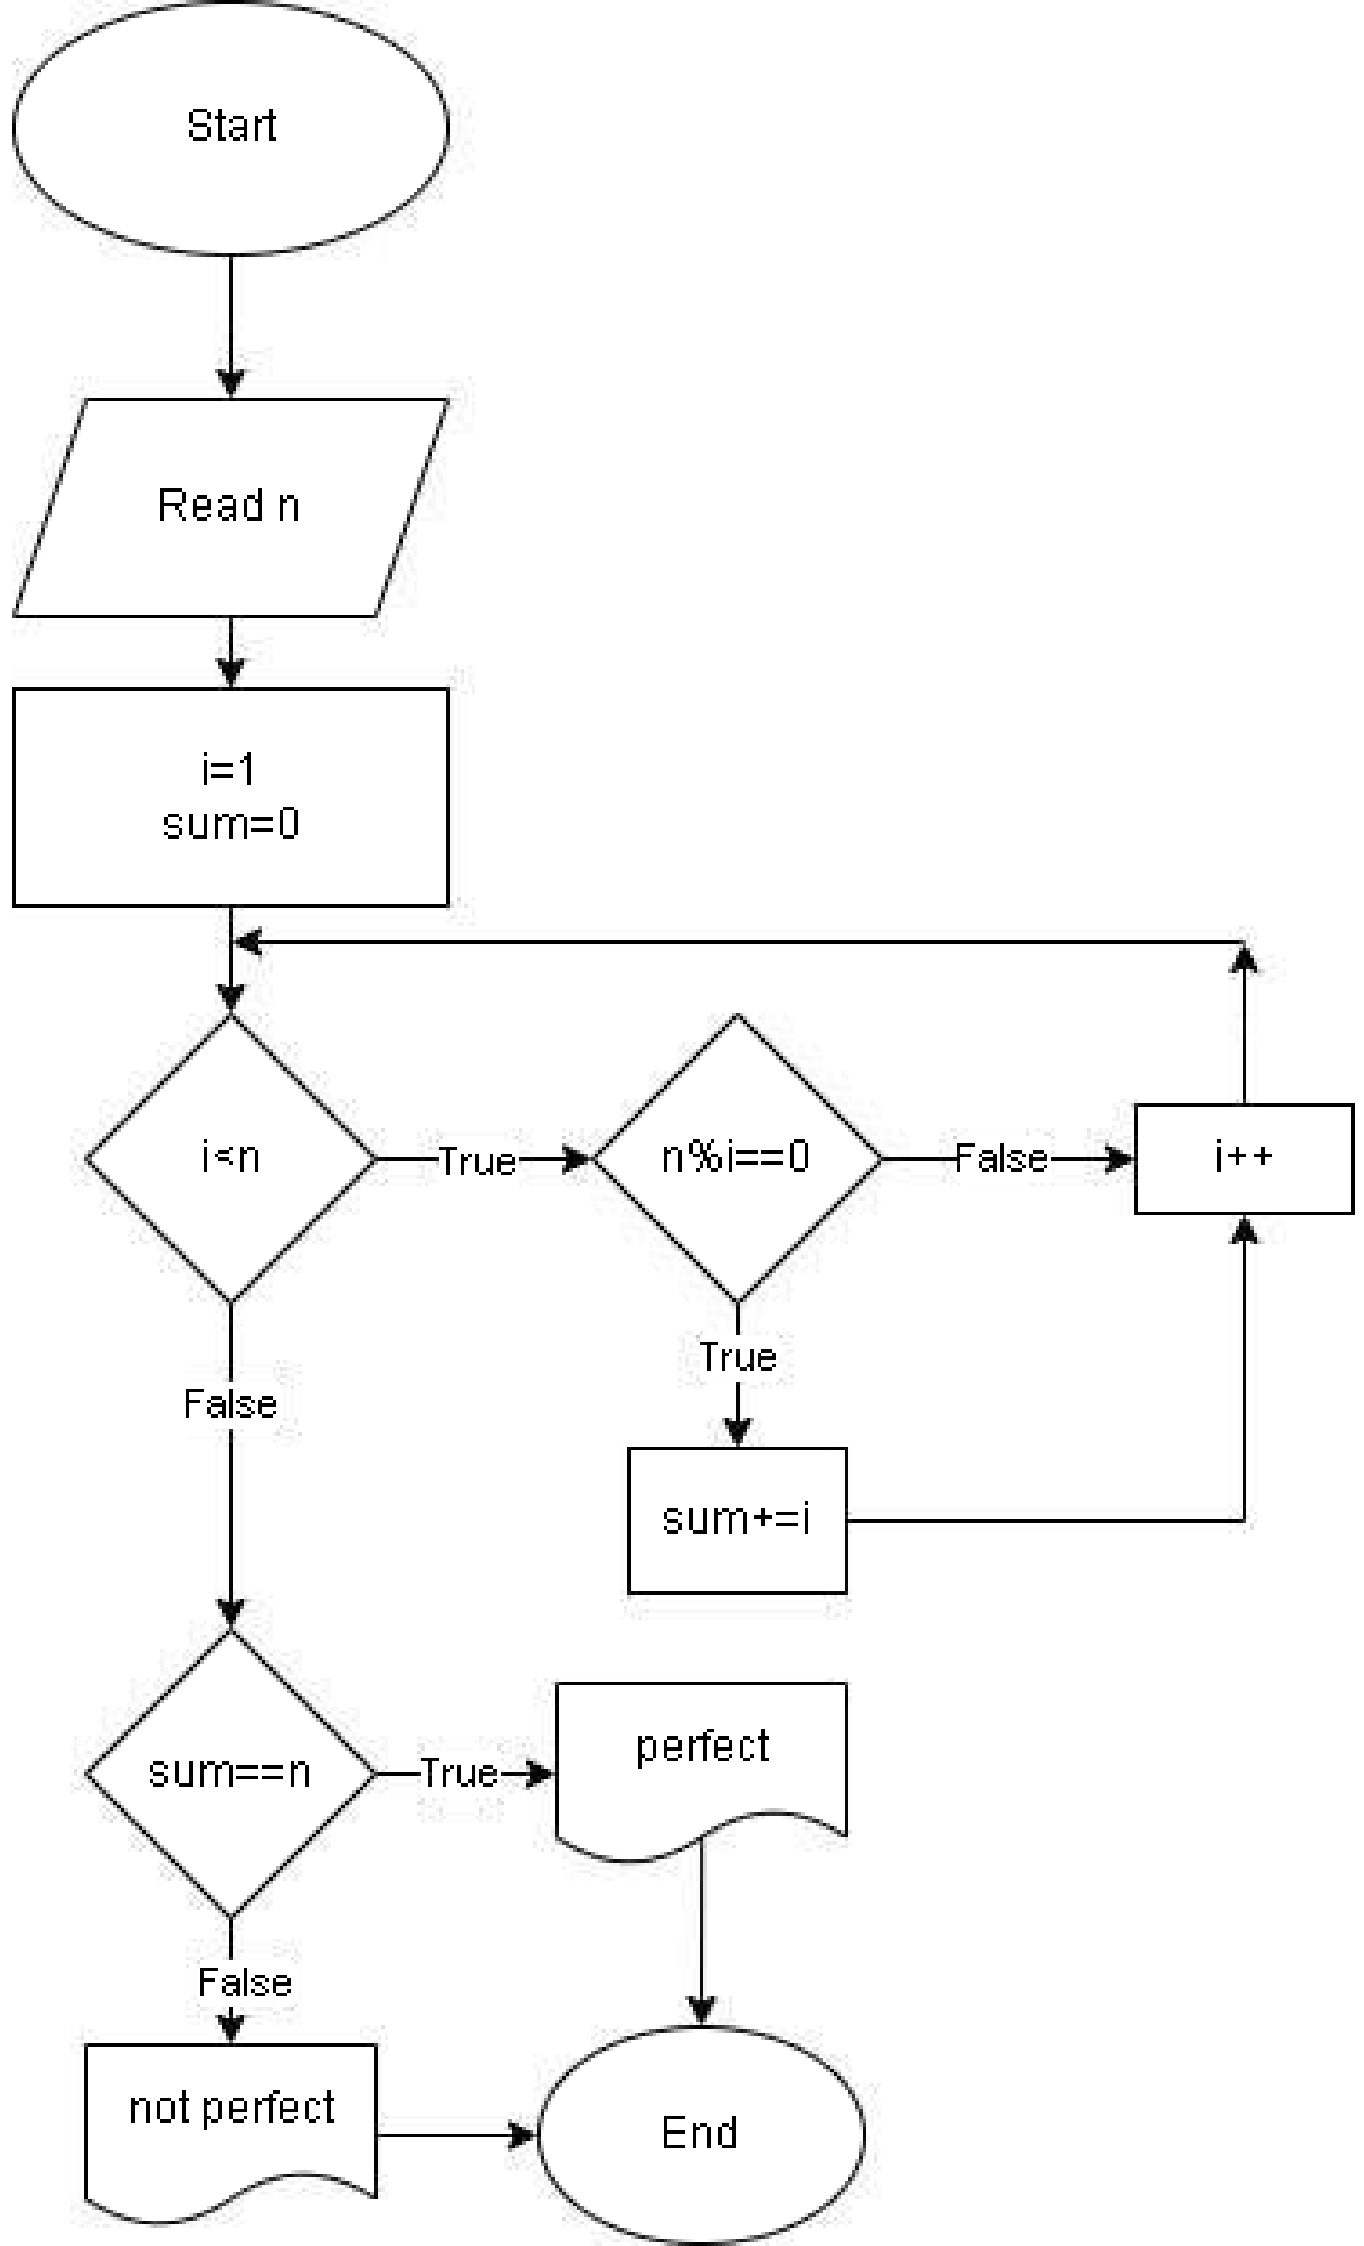 Start
Read n
i=1
sum=0
i<n
True
n%i==0
False
i++
True
False
sum+=i
sum==n
True
perfect
False
not perfect
End